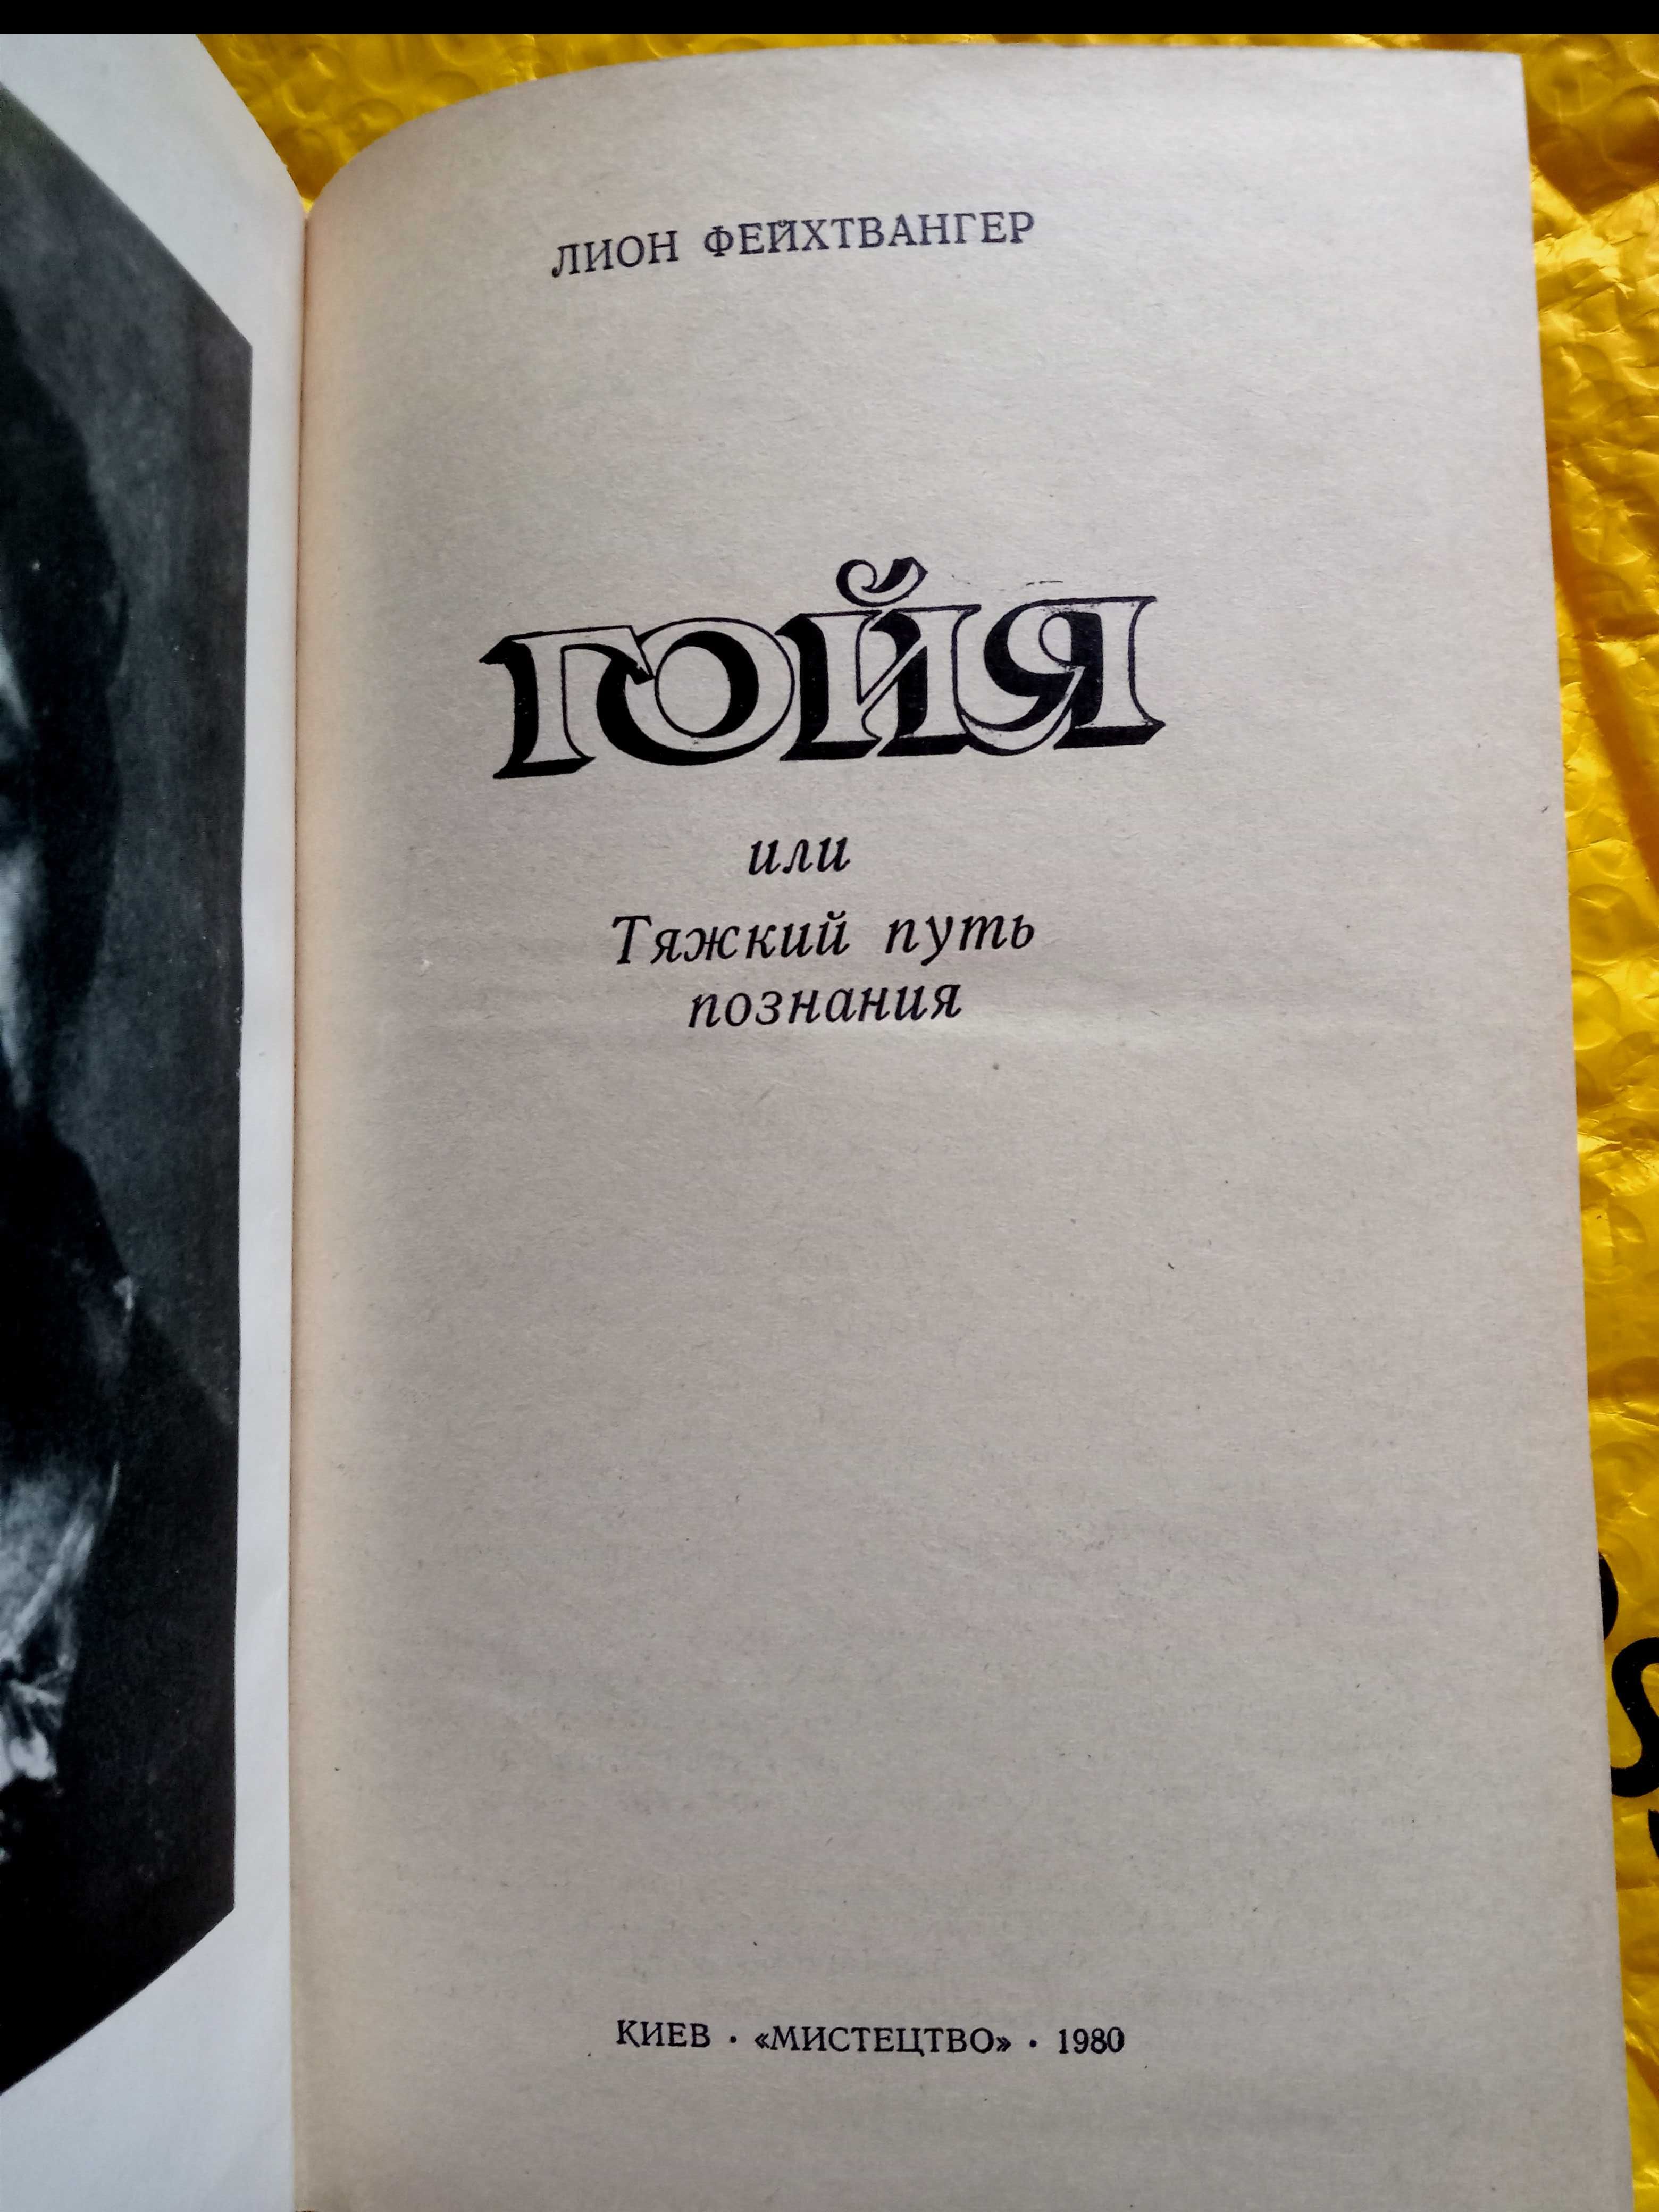 ЛИОН ФЕЙХТВАНГЕР
ГОЙЯ
или
Тяжкий путь
познания
КИЕВ · «МИСТЕЦТВО» · 1980